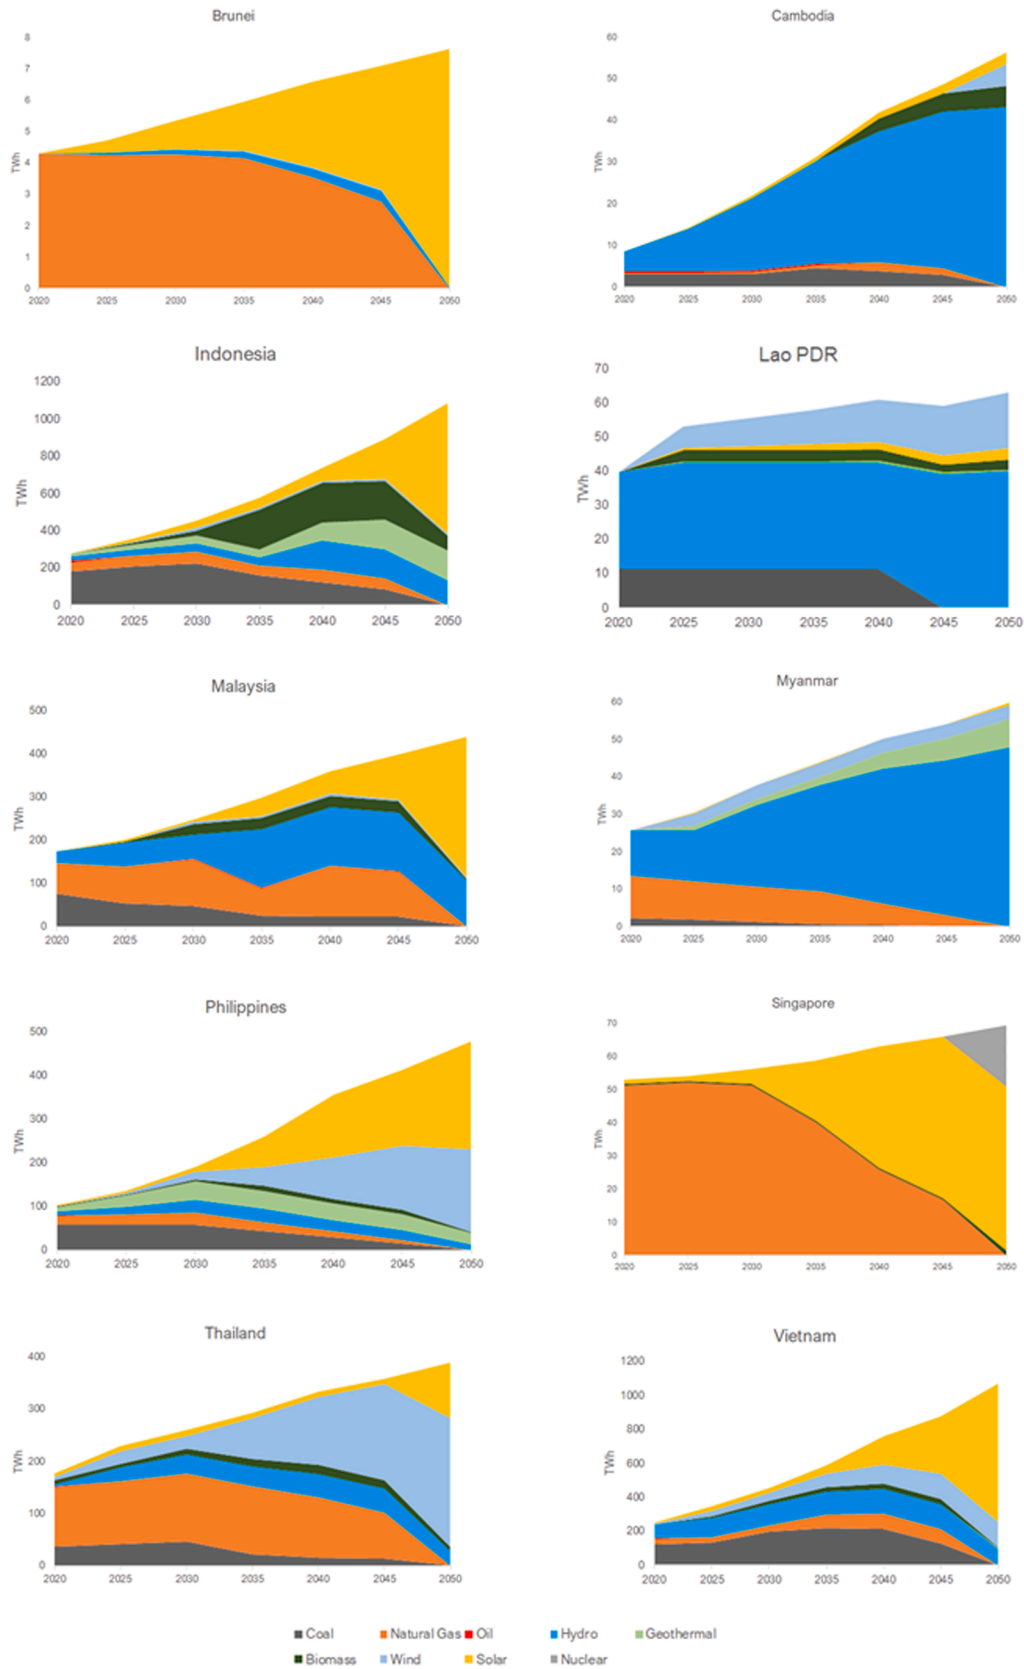 Brunei
8
7
6
5
4
3
2
1
0
TWh
2020 2025 2030 2035 2040 2045 2050
Cambodia
60
50
40
30
20
10
0
TWh
2020 2025 2030 2035 2040 2045 2050
Indonesia
1200
1000
800
600
400
200
0
TWh
2020 2025 2030 2035 2040 2045 2050
Lao PDR
70
60
50
40
30
20
10
0
TWh
2020 2025 2030 2035 2040 2045 2050
Malaysia
500
400
300
200
100
0
TWh
2020 2025 2030 2035 2040 2045 2050
Myanmar
60
50
40
30
20
10
0
TWh
2020 2025 2030 2035 2040 2045 2050
Philippines
500
400
300
200
100
0
TWh
2020 2025 2030 2035 2040 2045 2050
Singapore
70
60
50
40
30
20
10
0
TWh
2020 2025 2030 2035 2040 2045 2050
Thailand
400
300
200
100
0
TWh
2020 2025 2030 2035 2040 2045 2050
Vietnam
1200
1000
800
600
400
200
0
TWh
2020 2025 2030 2035 2040 2045 2050
Coal Natural Gas Oil Hydro Geothermal
Biomass Wind Solar Nuclear